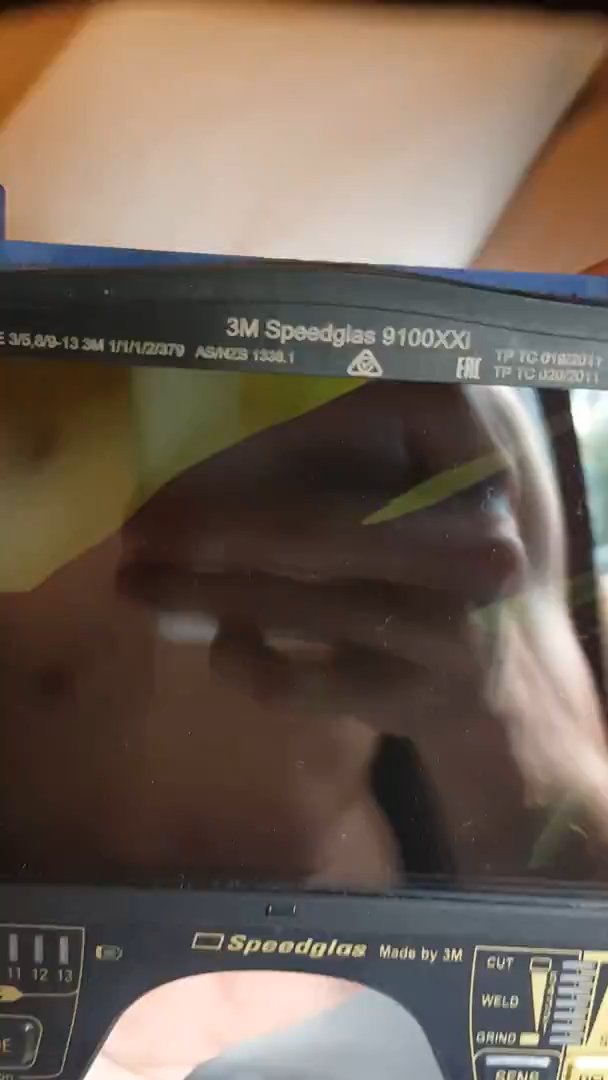 3M Speedglas 9100XXi
3/5,8/9-13 3M 1/1/1/2/379 AS/NZS 1338.1
EAC
TP TC 019/2011
TP TC 020/2011
11 12 13
Speedglas Made by 3M
CUT
WELD
GRIND
SENS